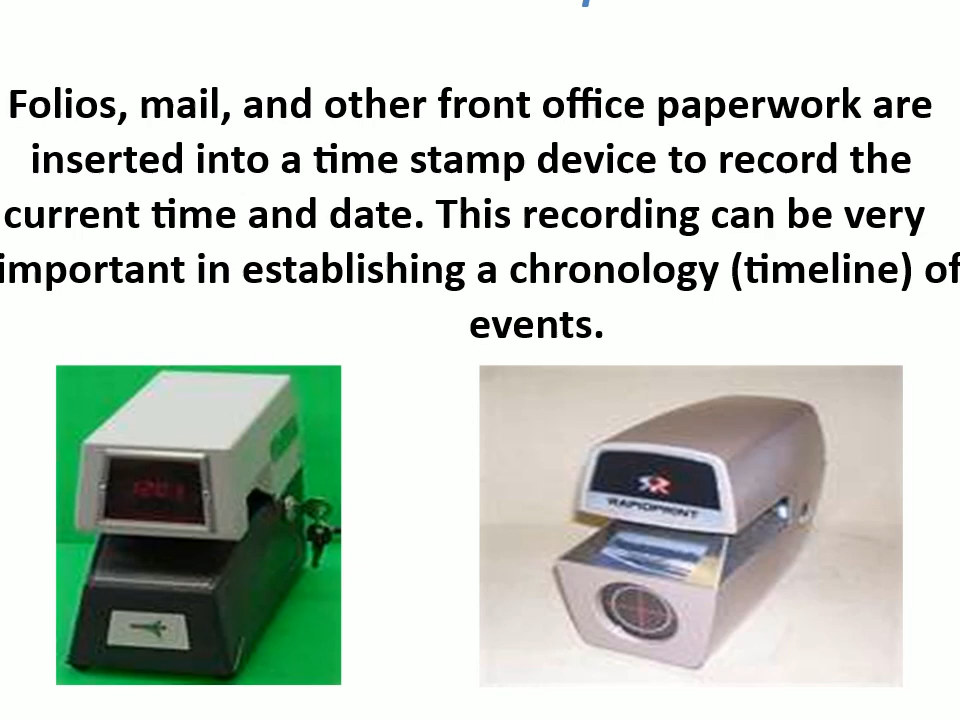 Folios, mail, and other front office paperwork are
inserted into a time stamp device to record the
current time and date. This recording can be very
important in establishing a chronology (timeline) of
events.
RAPIDPRINT